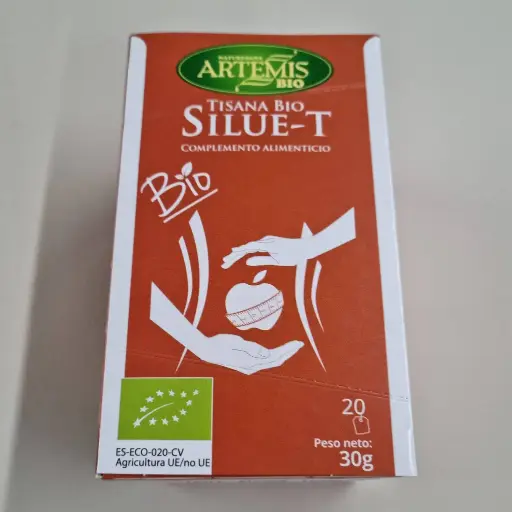 ARTEMIS
BIO
TISANA BIO
SILUE-T
COMPLEMENTO ALIMENTICIO
Bio
20
Peso neto:
30g
ES-ECO-020-CV
Agricultura UE/no UE